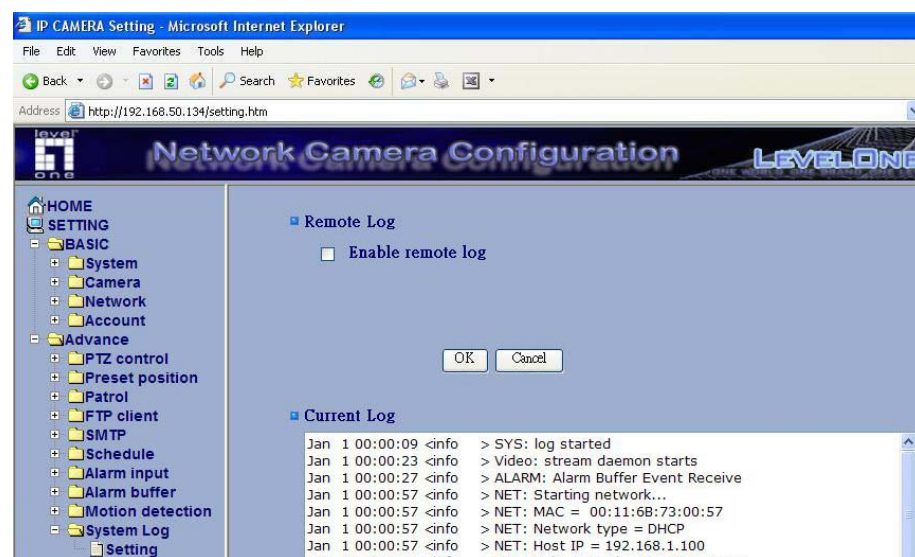 IP CAMERA Setting - Microsoft Internet Explorer
File Edit View Favorites Tools Help
Back Search Favorites
Address http://192.168.50.134/setting.htm
level one
Network Camera Configuration
LEVELONE
HOME
SETTING
BASIC
System
Camera
Network
Account
Advance
PTZ control
Preset position
Patrol
FTP client
SMTP
Schedule
Alarm input
Alarm buffer
Motion detection
System Log
Setting
Remote Log
Enable remote log
OK Cancel
Current Log
Jan 1 00:00:09 <info > SYS: log started
Jan 1 00:00:23 <info > Video: stream daemon starts
Jan 1 00:00:27 <info > ALARM: Alarm Buffer Event Receive
Jan 1 00:00:57 <info > NET: Starting network...
Jan 1 00:00:57 <info > NET: MAC = 00:11:6B:73:00:57
Jan 1 00:00:57 <info > NET: Network type = DHCP
Jan 1 00:00:57 <info > NET: Host IP = 192.168.1.100